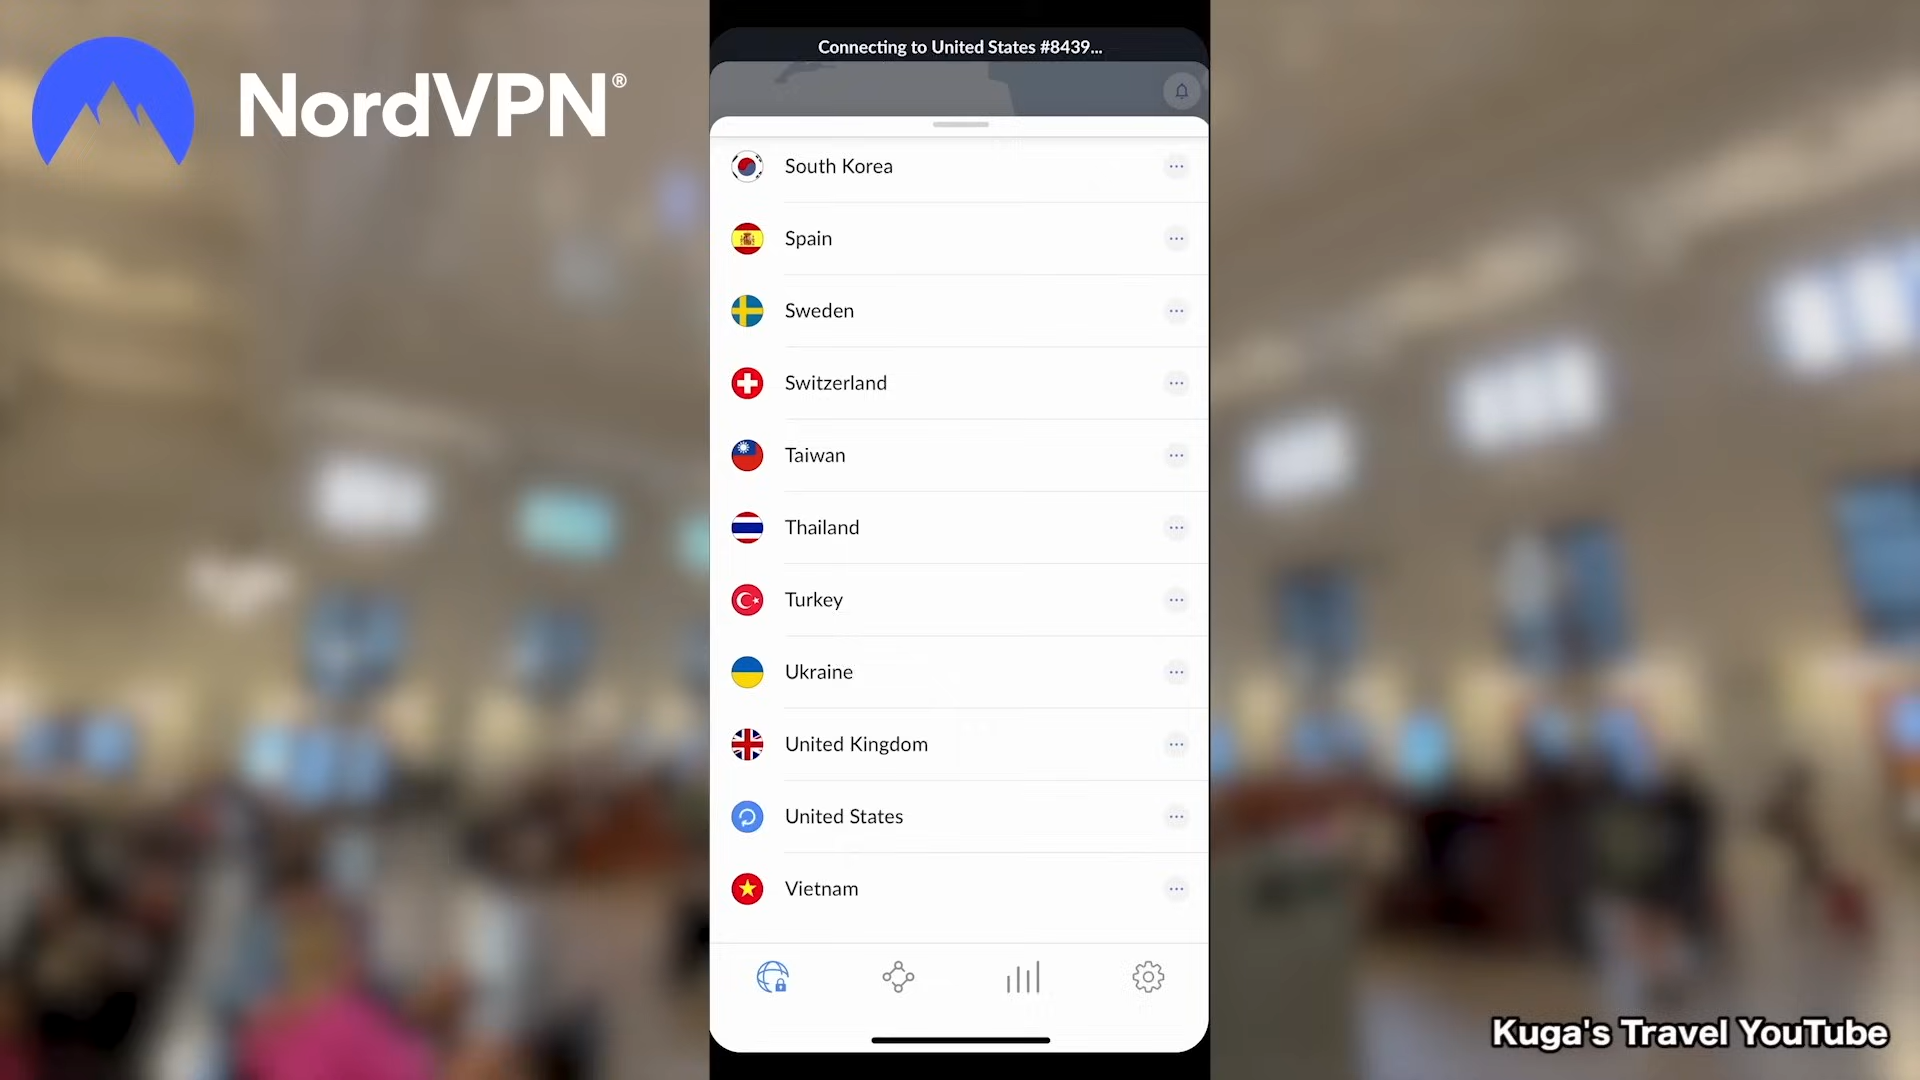 NordVPN®
Connecting to United States #8439...
South Korea
Spain
Sweden
Switzerland
Taiwan
Thailand
Turkey
Ukraine
United Kingdom
United States
Vietnam
Kuga's Travel YouTube